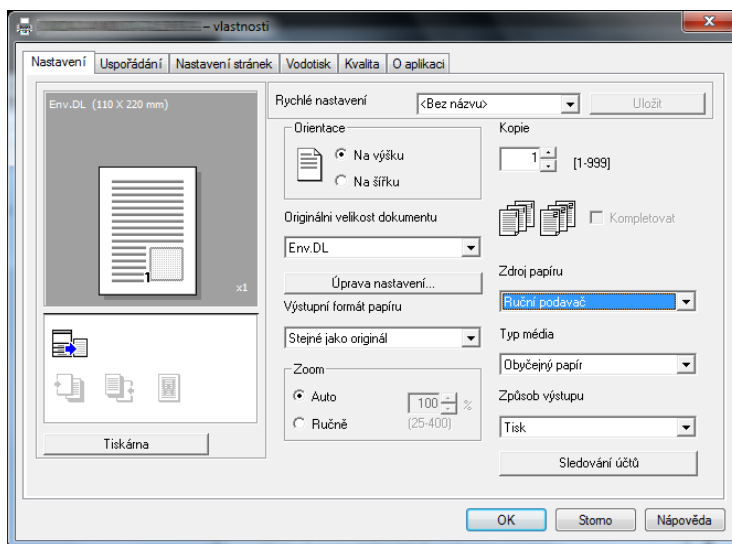 – vlastnosti
Nastavení Uspořádání Nastavení stránek Vodotisk Kvalita O aplikaci
Env.DL (110 X 220 mm)
1
x1
Tiskárna
Rychlé nastavení <Bez názvu> Uložit
Orientace
Na výšku
Na šířku
Originálni velikost dokumentu
Env.DL
Úprava nastavení...
Výstupní formát papíru
Stejné jako originál
Zoom
Auto
Ručně
100 %
(25-400)
Kopie
1 [1-999]
Kompletovat
Zdroj papíru
Ruční podavač
Typ média
Obyčejný papír
Způsob výstupu
Tisk
Sledování účtů
OK Storno Nápověda